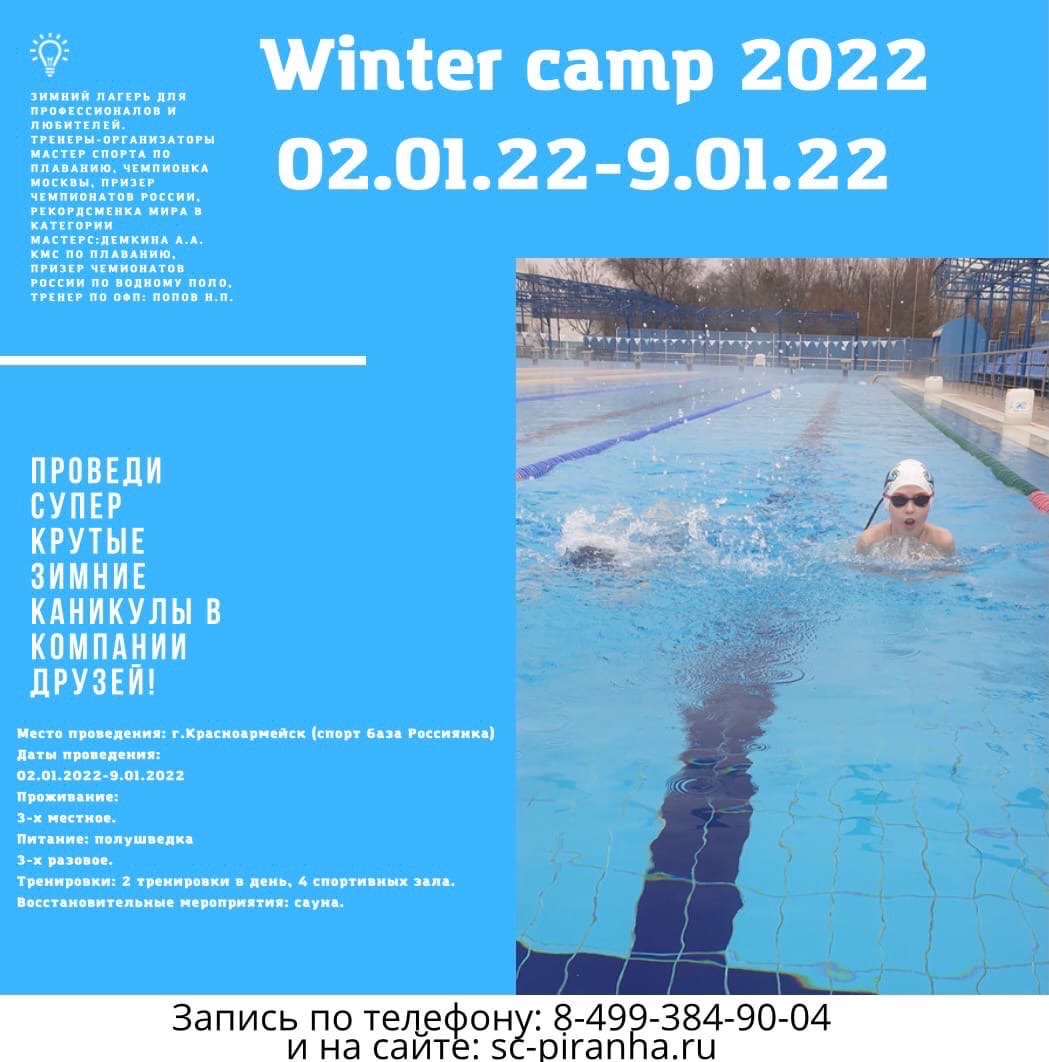 Winter camp 2022
02.01.22-9.01.22
ЗИМНИЙ ЛАГЕРЬ ДЛЯ
ПРОФЕССИОНАЛОВ И
ЛЮБИТЕЛЕЙ.
ТРЕНЕРЫ-ОРГАНИЗАТОРЫ
МАСТЕР СПОРТА ПО
ПЛАВАНИЮ, ЧЕМПИОНКА
МОСКВЫ, ПРИЗЕР
ЧЕМПИОНАТОВ РОССИИ,
РЕКОРДСМЕНКА МИРА В
КАТЕГОРИИ
МАСТЕРС:ДЕМКИНА А.А.
КМС ПО ПЛАВАНИЮ,
ПРИЗЕР ЧЕМИОНАТОВ
РОССИИ ПО ВОДНОМУ ПОЛО,
ТРЕНЕР ПО ОФП: ПОПОВ Н.П.
ПРОВЕДИ
СУПЕР
КРУТЫЕ
ЗИМНИЕ
КАНИКУЛЫ В
КОМПАНИИ
ДРУЗЕЙ!
Место проведения: г.Красноармейск (спорт база Россиянка)
Даты проведения:
02.01.2022-9.01.2022
Проживание:
3-х местное.
Питание: полушведка
3-х разовое.
Тренировки: 2 тренировки в день, 4 спортивных зала.
Восстановительные мероприятия: сауна.
Запись по телефону: 8-499-384-90-04
и на сайте: sc-piranha.ru